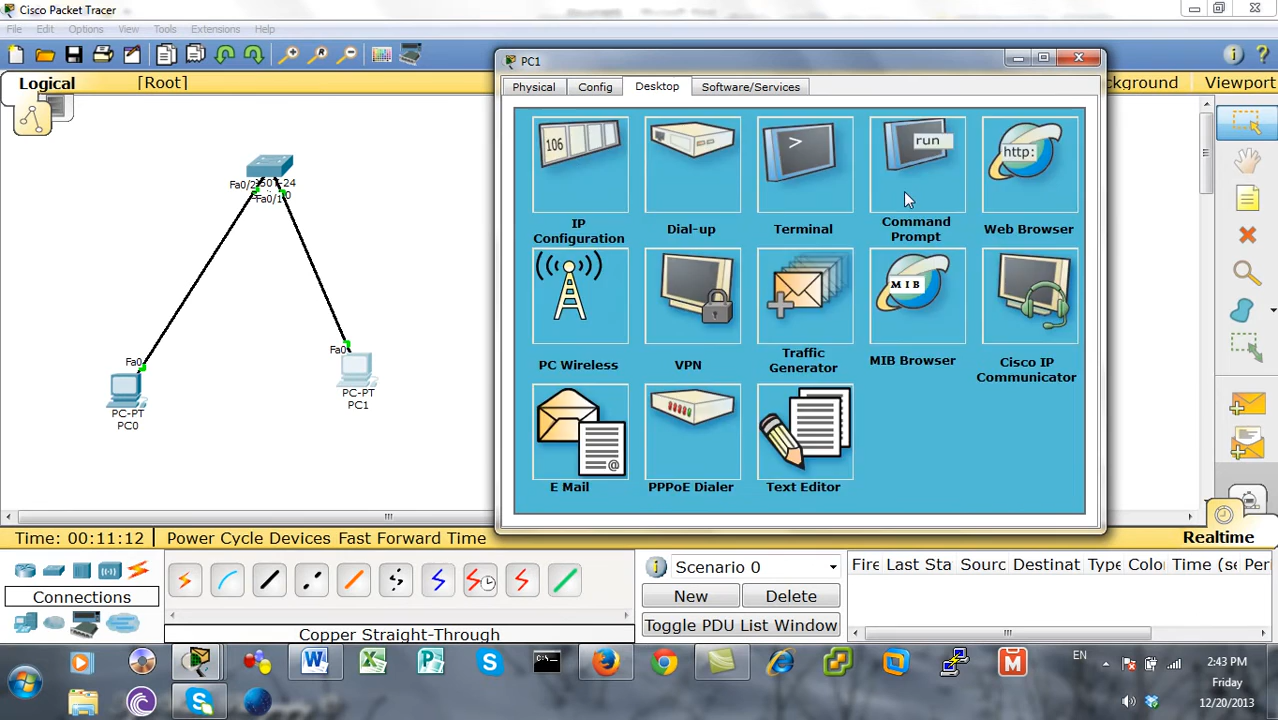 Cisco Packet Tracer
File Edit Options View Tools Extensions Help
Logical
[Root]
ckground
Viewport
PC1
Physical
Config
Desktop
Software/Services
106
>
run
http:
IP
Configuration
Dial-up
Terminal
Command
Prompt
Web Browser
MIB
PC Wireless
VPN
Traffic
Generator
MIB Browser
Cisco IP
Communicator
@
E Mail
PPPoE Dialer
Text Editor
Fa0/2
-24
Fa0/1
Fa0
PC-PT
PC0
Fa0
PC-PT
PC1
Time: 00:11:12
Power Cycle Devices Fast Forward Time
Realtime
Connections
Copper Straight-Through
Scenario 0
New
Delete
Toggle PDU List Window
Fire
Last Sta
Sourc
Destinat
Type
Colo
Time (se
Peri
EN
2:43 PM
Friday
12/20/2013